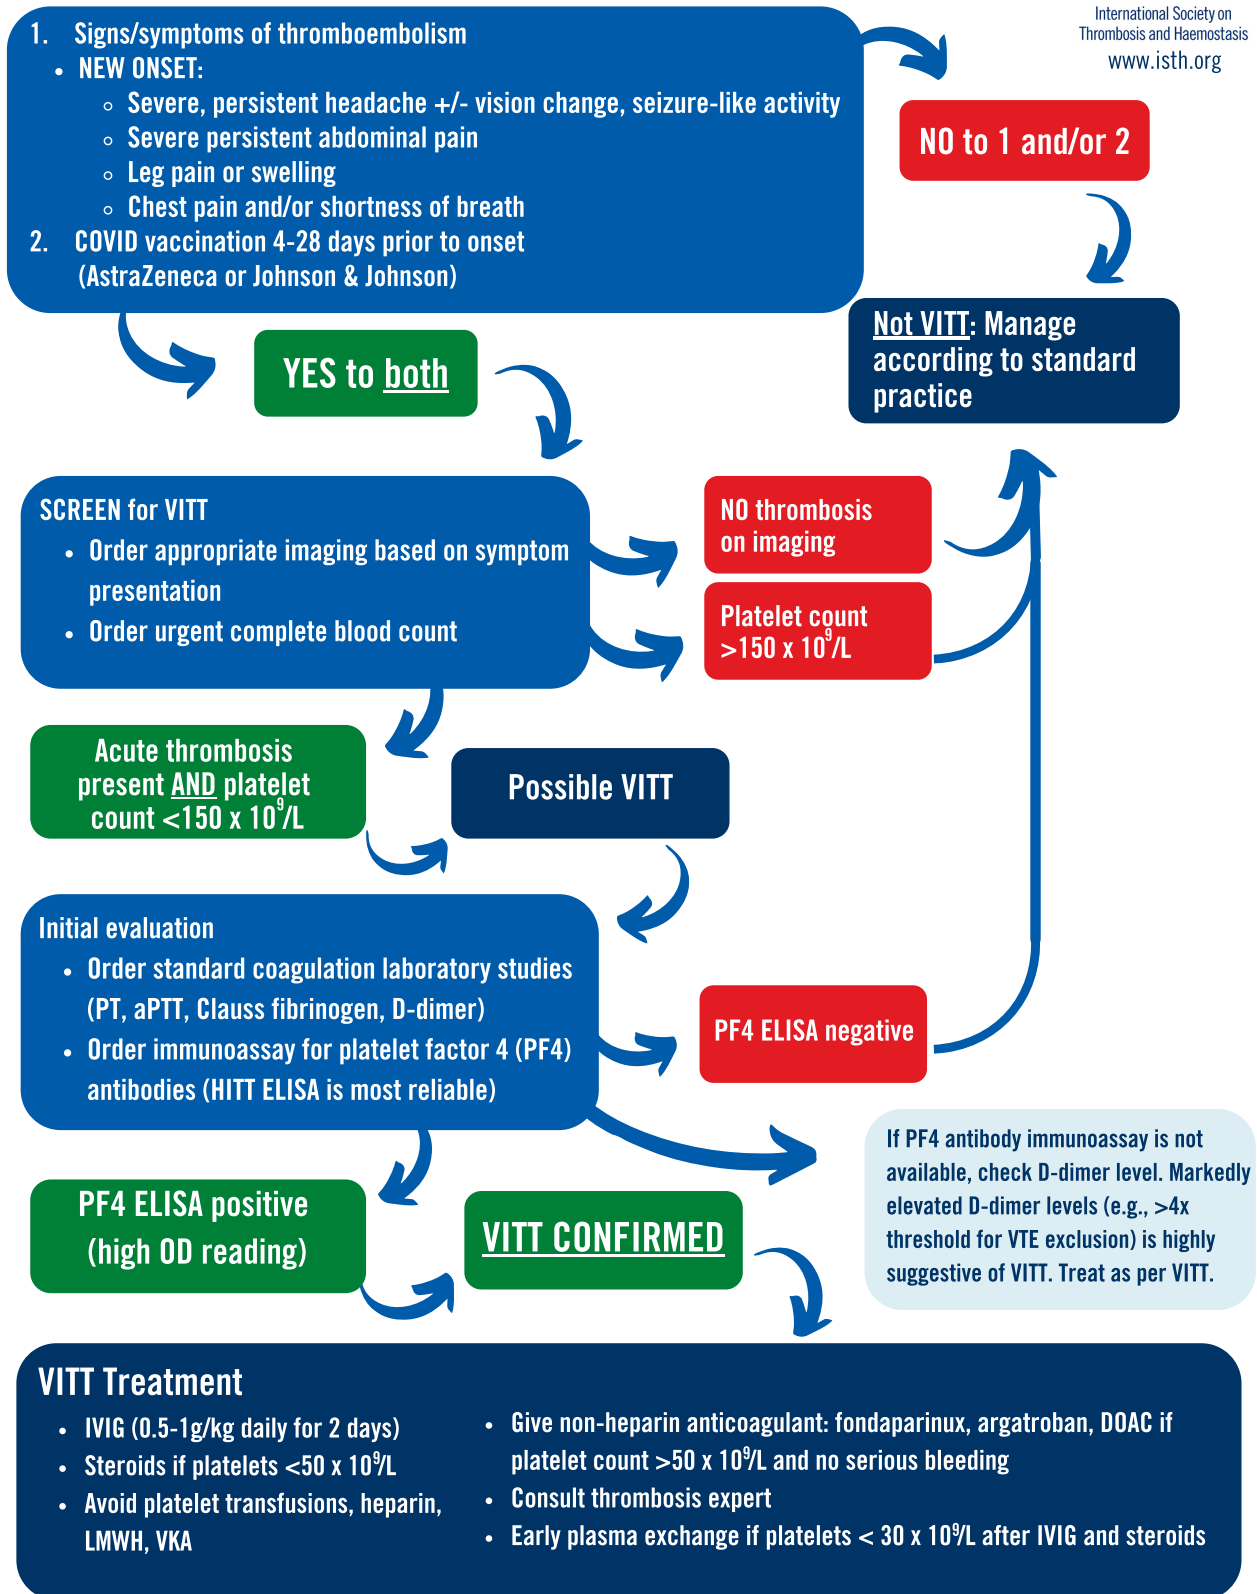 International Society on
Thrombosis and Haemostasis
www.isth.org
1. Signs/symptoms of thromboembolism
• NEW ONSET:
○ Severe, persistent headache +/- vision change, seizure-like activity
○ Severe persistent abdominal pain
○ Leg pain or swelling
○ Chest pain and/or shortness of breath
2. COVID vaccination 4-28 days prior to onset
(AstraZeneca or Johnson & Johnson)
NO to 1 and/or 2
Not VITT: Manage
according to standard
practice
YES to both
SCREEN for VITT
• Order appropriate imaging based on symptom
presentation
• Order urgent complete blood count
NO thrombosis
on imaging
Platelet count
>150 x 10⁹/L
Acute thrombosis
present AND platelet
count <150 x 10⁹/L
Possible VITT
Initial evaluation
• Order standard coagulation laboratory studies
(PT, aPTT, Clauss fibrinogen, D-dimer)
• Order immunoassay for platelet factor 4 (PF4)
antibodies (HITT ELISA is most reliable)
PF4 ELISA negative
If PF4 antibody immunoassay is not
available, check D-dimer level. Markedly
elevated D-dimer levels (e.g., >4x
threshold for VTE exclusion) is highly
suggestive of VITT. Treat as per VITT.
PF4 ELISA positive
(high OD reading)
VITT CONFIRMED
VITT Treatment
• IVIG (0.5-1g/kg daily for 2 days)
• Steroids if platelets <50 x 10⁹/L
• Avoid platelet transfusions, heparin,
LMWH, VKA
• Give non-heparin anticoagulant: fondaparinux, argatroban, DOAC if
platelet count >50 x 10⁹/L and no serious bleeding
• Consult thrombosis expert
• Early plasma exchange if platelets < 30 x 10⁹/L after IVIG and steroids